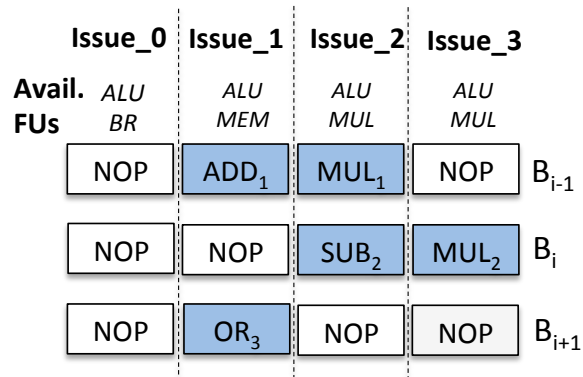 Issue_0 Issue_1 Issue_2 Issue_3
Avail. FUs ALU BR ALU MEM ALU MUL ALU MUL
NOP ADD₁ MUL₁ NOP Bᵢ₋₁
NOP NOP SUB₂ MUL₂ Bᵢ
NOP OR₃ NOP NOP Bᵢ₊₁